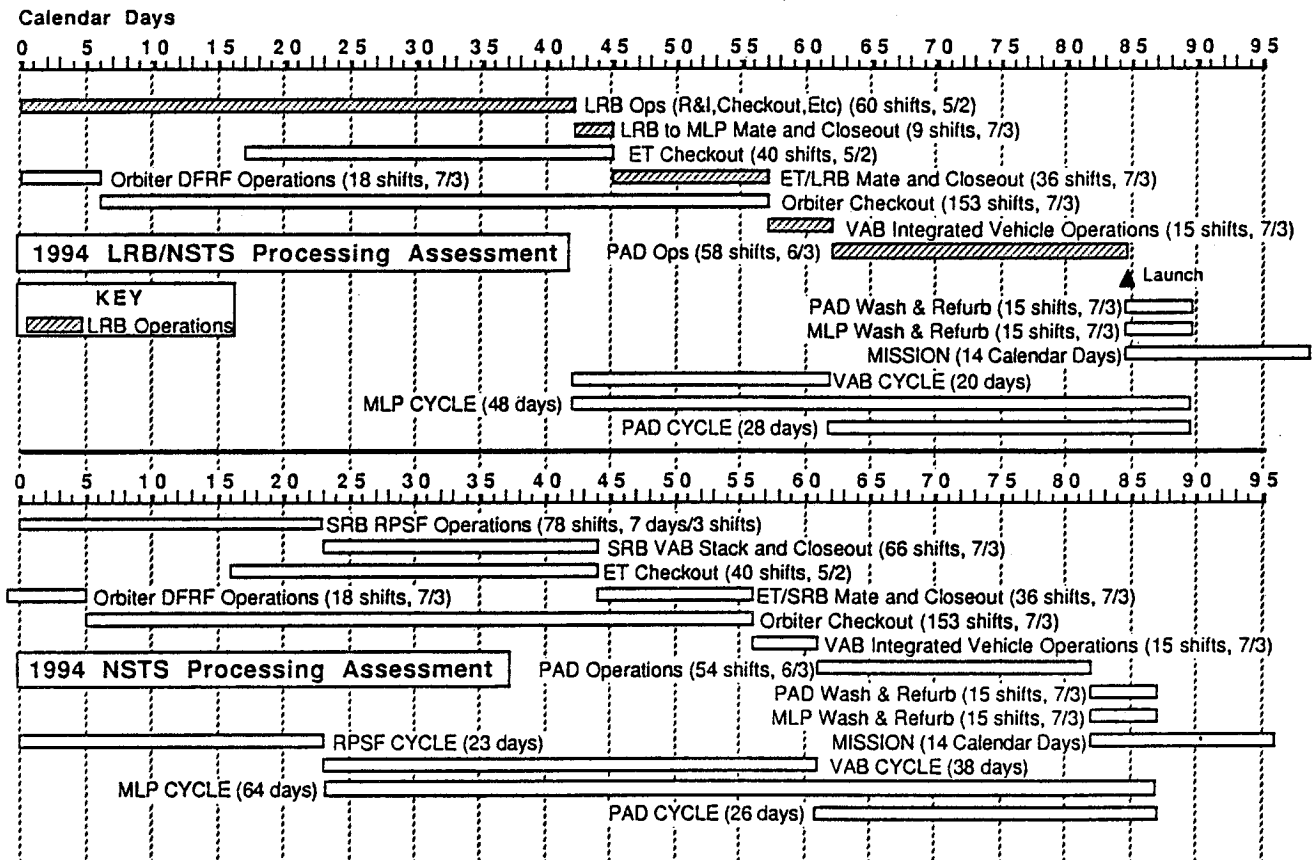 Calendar Days
0 5 10 15 20 25 30 35 40 45 50 55 60 65 70 75 80 85 90 95
LRB Ops (R&I,Checkout,Etc) (60 shifts, 5/2)
LRB to MLP Mate and Closeout (9 shifts, 7/3)
ET Checkout (40 shifts, 5/2)
Orbiter DFRF Operations (18 shifts, 7/3)
ET/LRB Mate and Closeout (36 shifts, 7/3)
Orbiter Checkout (153 shifts, 7/3)
VAB Integrated Vehicle Operations (15 shifts, 7/3)
1994 LRB/NSTS Processing Assessment
PAD Ops (58 shifts, 6/3)
Launch
KEY
LRB Operations
PAD Wash & Refurb (15 shifts, 7/3)
MLP Wash & Refurb (15 shifts, 7/3)
MISSION (14 Calendar Days)
VAB CYCLE (20 days)
MLP CYCLE (48 days)
PAD CYCLE (28 days)
0 5 10 15 20 25 30 35 40 45 50 55 60 65 70 75 80 85 90 95
SRB RPSF Operations (78 shifts, 7 days/3 shifts)
SRB VAB Stack and Closeout (66 shifts, 7/3)
ET Checkout (40 shifts, 5/2)
Orbiter DFRF Operations (18 shifts, 7/3)
ET/SRB Mate and Closeout (36 shifts, 7/3)
Orbiter Checkout (153 shifts, 7/3)
VAB Integrated Vehicle Operations (15 shifts, 7/3)
1994 NSTS Processing Assessment
PAD Operations (54 shifts, 6/3)
PAD Wash & Refurb (15 shifts, 7/3)
MLP Wash & Refurb (15 shifts, 7/3)
RPSF CYCLE (23 days)
MISSION (14 Calendar Days)
VAB CYCLE (38 days)
MLP CYCLE (64 days)
PAD CYCLE (26 days)